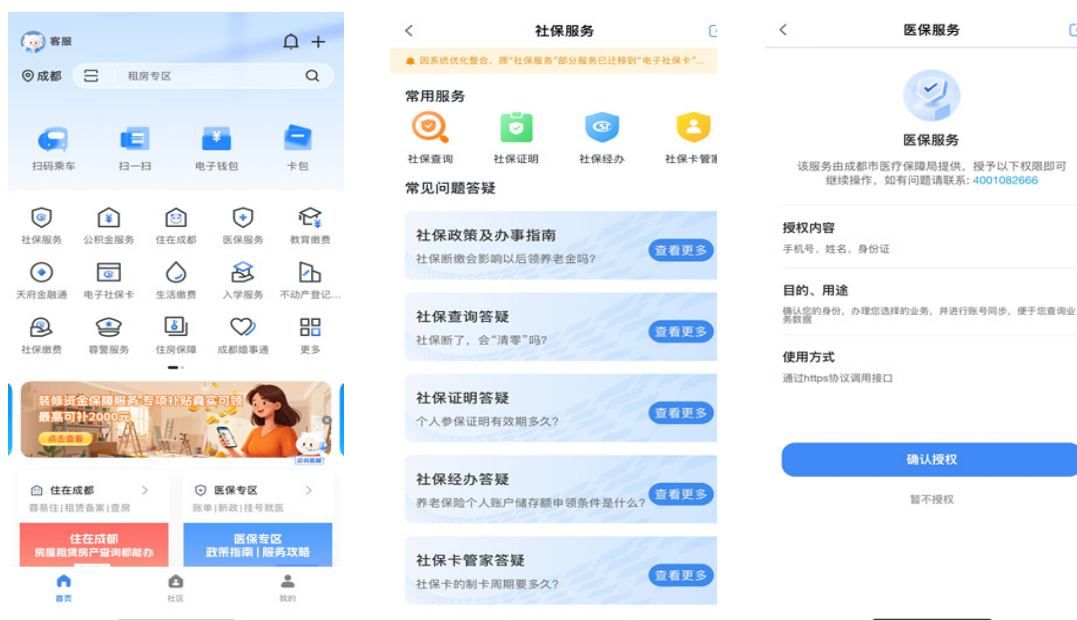 客服
成都
租房专区
扫码乘车
扫一扫
电子钱包
卡包
社保服务
公积金服务
住在成都
医保服务
教育缴费
天府金融通
电子社保卡
生活缴费
入学服务
不动产登记...
社保缴费
蓉警服务
住房保障
成都婚事通
更多
装修资金保障服务 专项补贴真实可领
最高可补2000元
点击查看
住在成都
蓉易住|租赁备案|查房
医保专区
账单|新政|挂号就医
住在成都
房屋租赁房产查询都能办
医保专区
政策指南 | 服务攻略
首页
社区
我的
社保服务
因系统优化整合，原"社保服务"部分服务已迁移到"电子社保卡"...
常用服务
社保查询
社保证明
社保经办
社保卡管家
常见问题答疑
社保政策及办事指南
社保断缴会影响以后领养老金吗?
查看更多
社保查询答疑
社保断了，会"清零"吗?
查看更多
社保证明答疑
个人参保证明有效期多久?
查看更多
社保经办答疑
养老保险个人账户储存额申领条件是什么?
查看更多
社保卡管家答疑
社保卡的制卡周期要多久?
查看更多
医保服务
医保服务
该服务由成都市医疗保障局提供，授予以下权限即可
继续操作，如有问题请联系: 4001082666
授权内容
手机号、姓名、身份证
目的、用途
确认您的身份，办理您选择的业务，并进行账号同步，便于您查询业
务数据
使用方式
通过https协议调用接口
确认授权
暂不授权